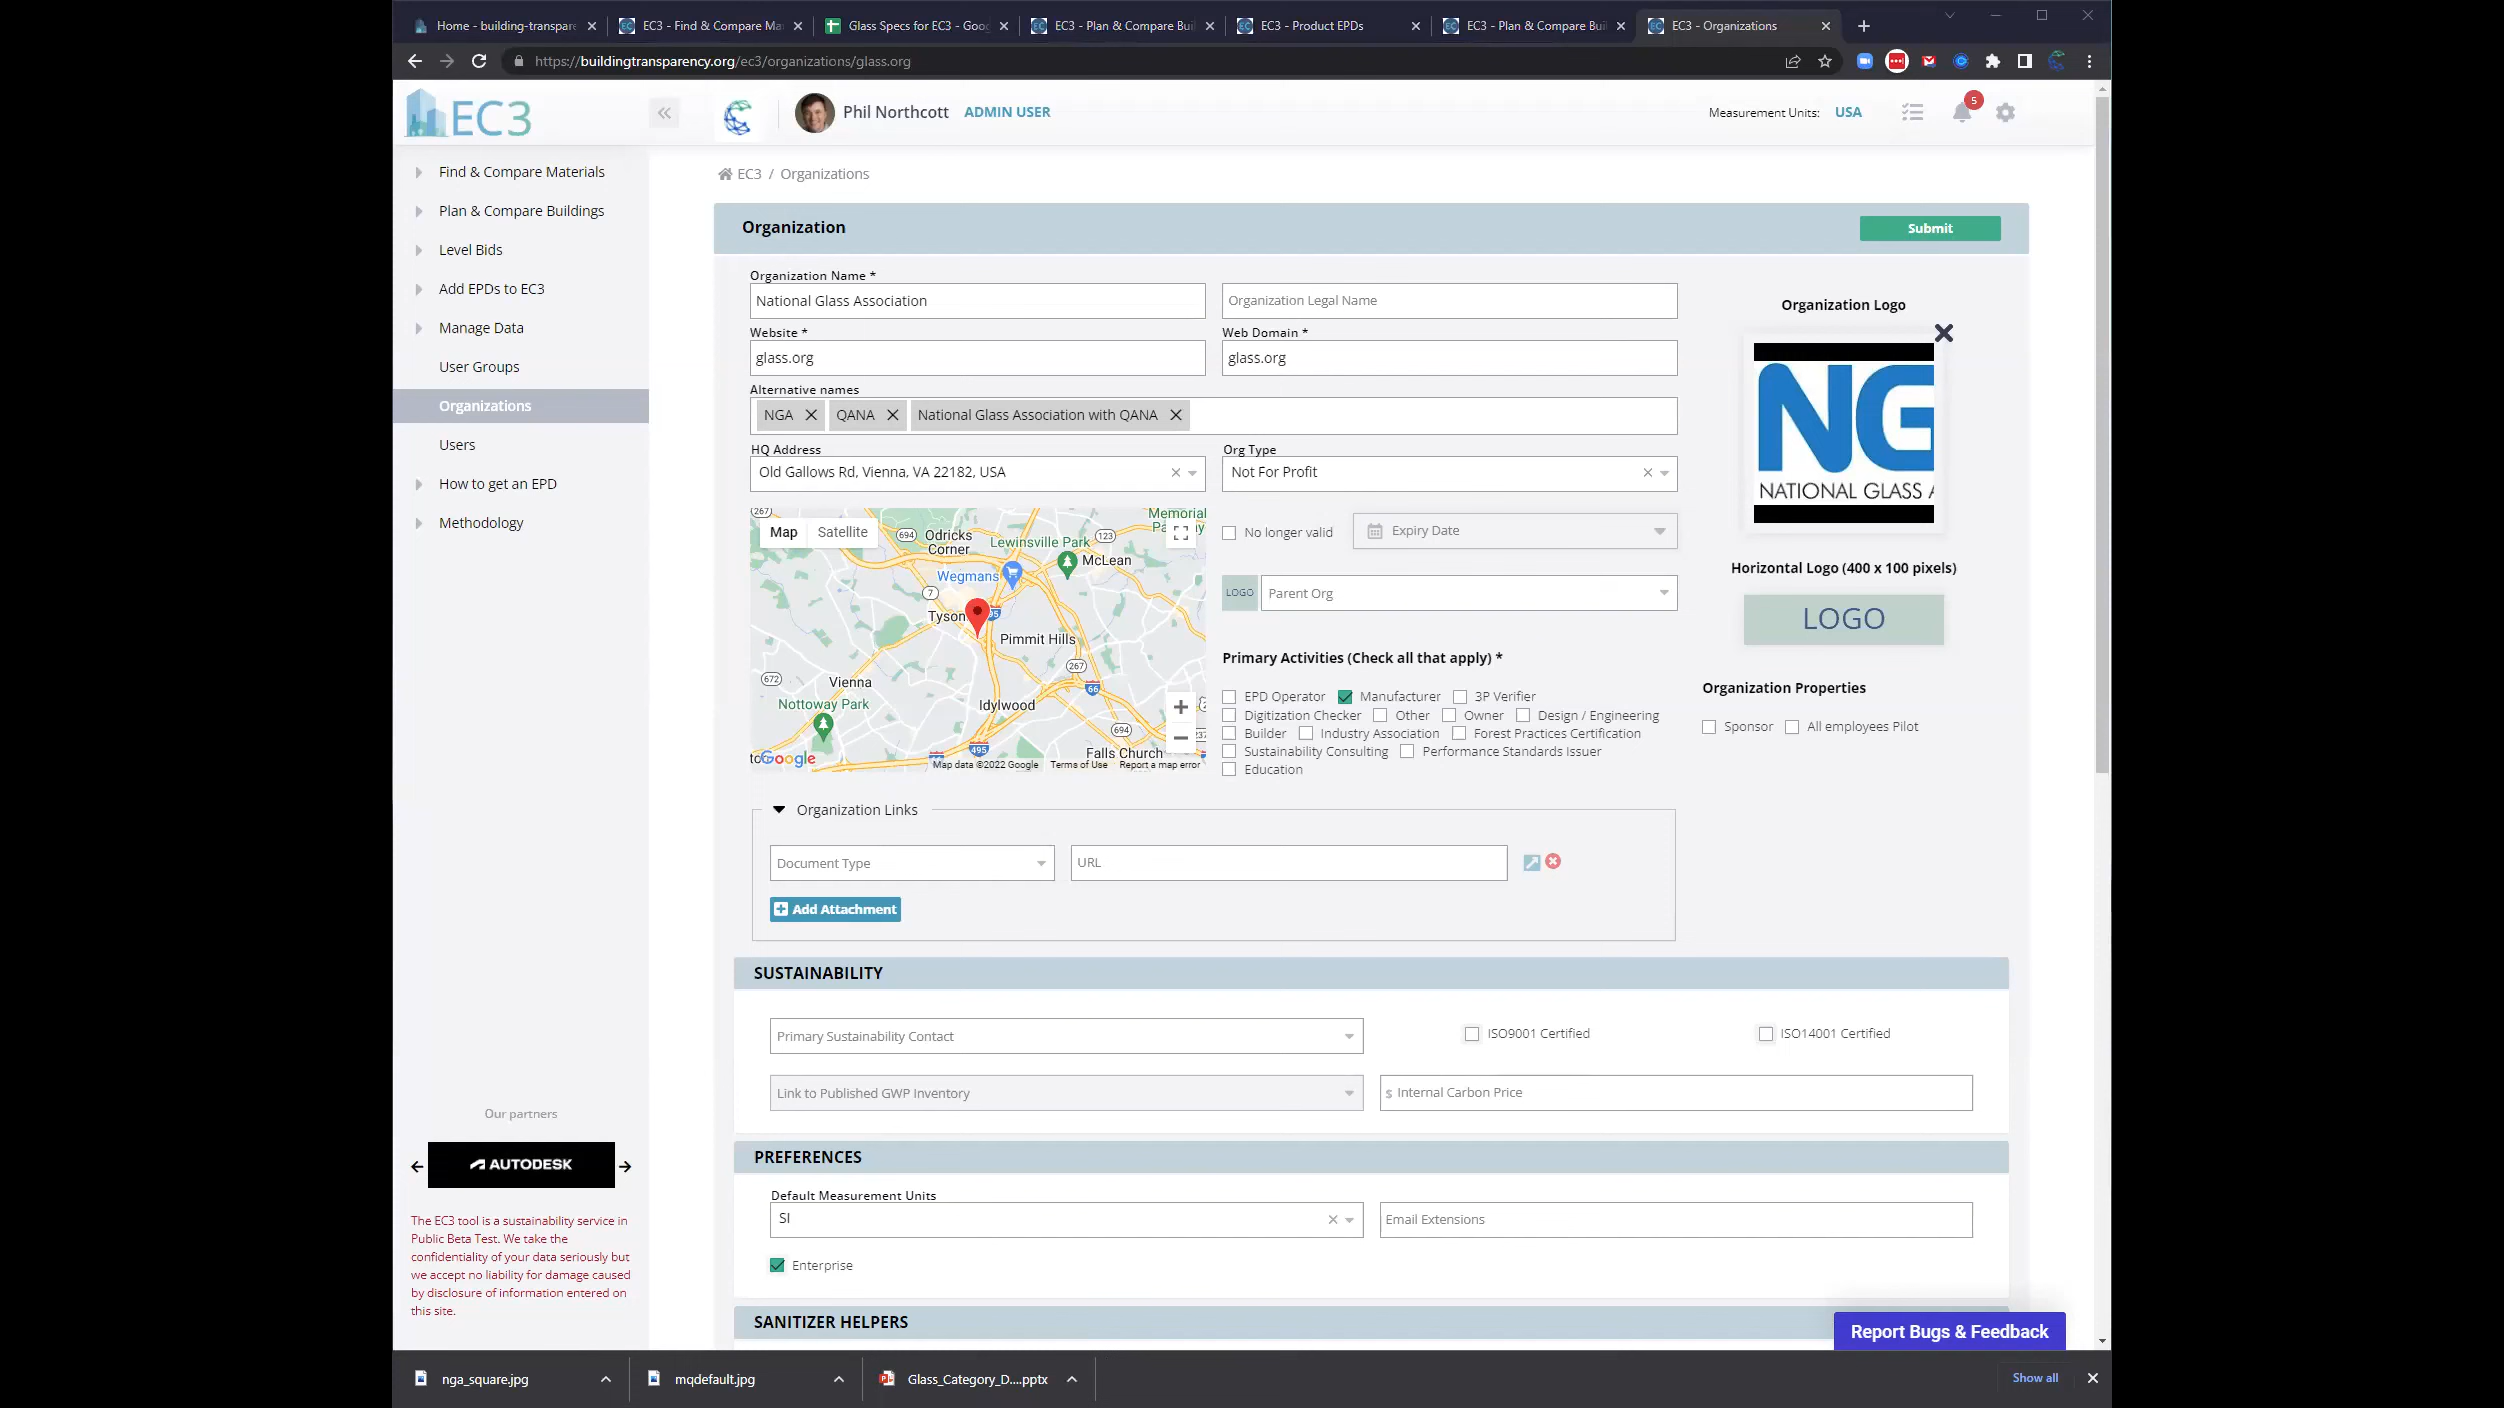 Home - building-transpare
EC3 - Find & Compare Ma
Glass Specs for EC3 - Goo
EC3 - Plan & Compare Bui
EC3 - Product EPDs
EC3 - Plan & Compare Bui
EC3 - Organizations
https://buildingtransparency.org/ec3/organizations/glass.org
EC3
Phil Northcott ADMIN USER
Measurement Units: USA
5
Find & Compare Materials
Plan & Compare Buildings
Level Bids
Add EPDs to EC3
Manage Data
User Groups
Organizations
Users
How to get an EPD
Methodology
Our partners
AUTODESK
The EC3 tool is a sustainability service in
Public Beta Test. We take the
confidentiality of your data seriously but
we accept no liability for damage caused
by disclosure of information entered on
this site.
EC3 / Organizations
Organization
Submit
Organization Name *
National Glass Association
Organization Legal Name
Website *
glass.org
Web Domain *
glass.org
Alternative names
NGA
QANA
National Glass Association with QANA
HQ Address
Old Gallows Rd, Vienna, VA 22182, USA
Org Type
Not For Profit
Map Satellite
267
694
Odricks
Corner
Lewinsville Park
123
Memorial
McLean
Wegmans
7
Tyson
Pimmit Hills
267
672
Vienna
66
Nottoway Park
Idylwood
694
495
Falls Church
Google
Map data ©2022 Google
Terms of Use
Report a map error
No longer valid
Expiry Date
LOGO
Parent Org
Primary Activities (Check all that apply) *
EPD Operator Manufacturer 3P Verifier
Digitization Checker Other Owner Design / Engineering
Builder Industry Association Forest Practices Certification
Sustainability Consulting Performance Standards Issuer
Education
Organization Logo
NG
NATIONAL GLASS A
Horizontal Logo (400 x 100 pixels)
LOGO
Organization Properties
Sponsor All employees Pilot
Organization Links
Document Type
URL
Add Attachment
SUSTAINABILITY
Primary Sustainability Contact
ISO9001 Certified
ISO14001 Certified
Link to Published GWP Inventory
$ Internal Carbon Price
PREFERENCES
Default Measurement Units
SI
Email Extensions
Enterprise
SANITIZER HELPERS
Report Bugs & Feedback
nga_square.jpg
mqdefault.jpg
Glass_Category_D....pptx
Show all